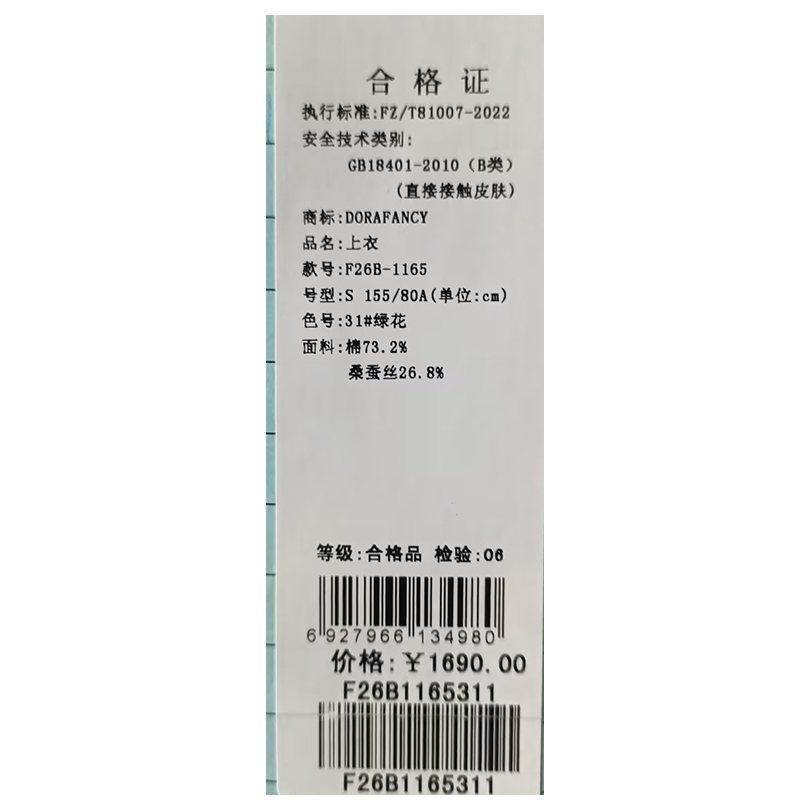 合格证
执行标准:FZ/T81007-2022
安全技术类别:
GB18401-2010（B类）
(直接接触皮肤)
商标:DORAFANCY
品名:上衣
款号:F26B-1165
号型:S 155/80A(单位:cm)
色号:31#绿花
面料:棉73.2%
桑蚕丝26.8%
等级:合格品 检验:06
6 927966 134980
价格:￥1690.00
F26B1165311
F26B1165311